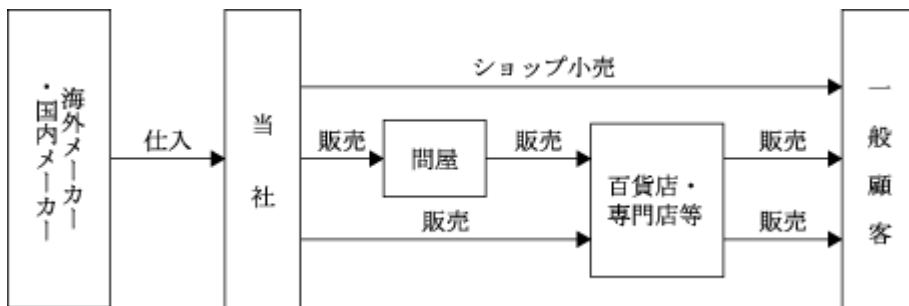 海外メーカー
・国内メーカー
仕入
当社
ショップ小売
販売
問屋
販売
百貨店・
専門店等
販売
販売
販売
一般顧客